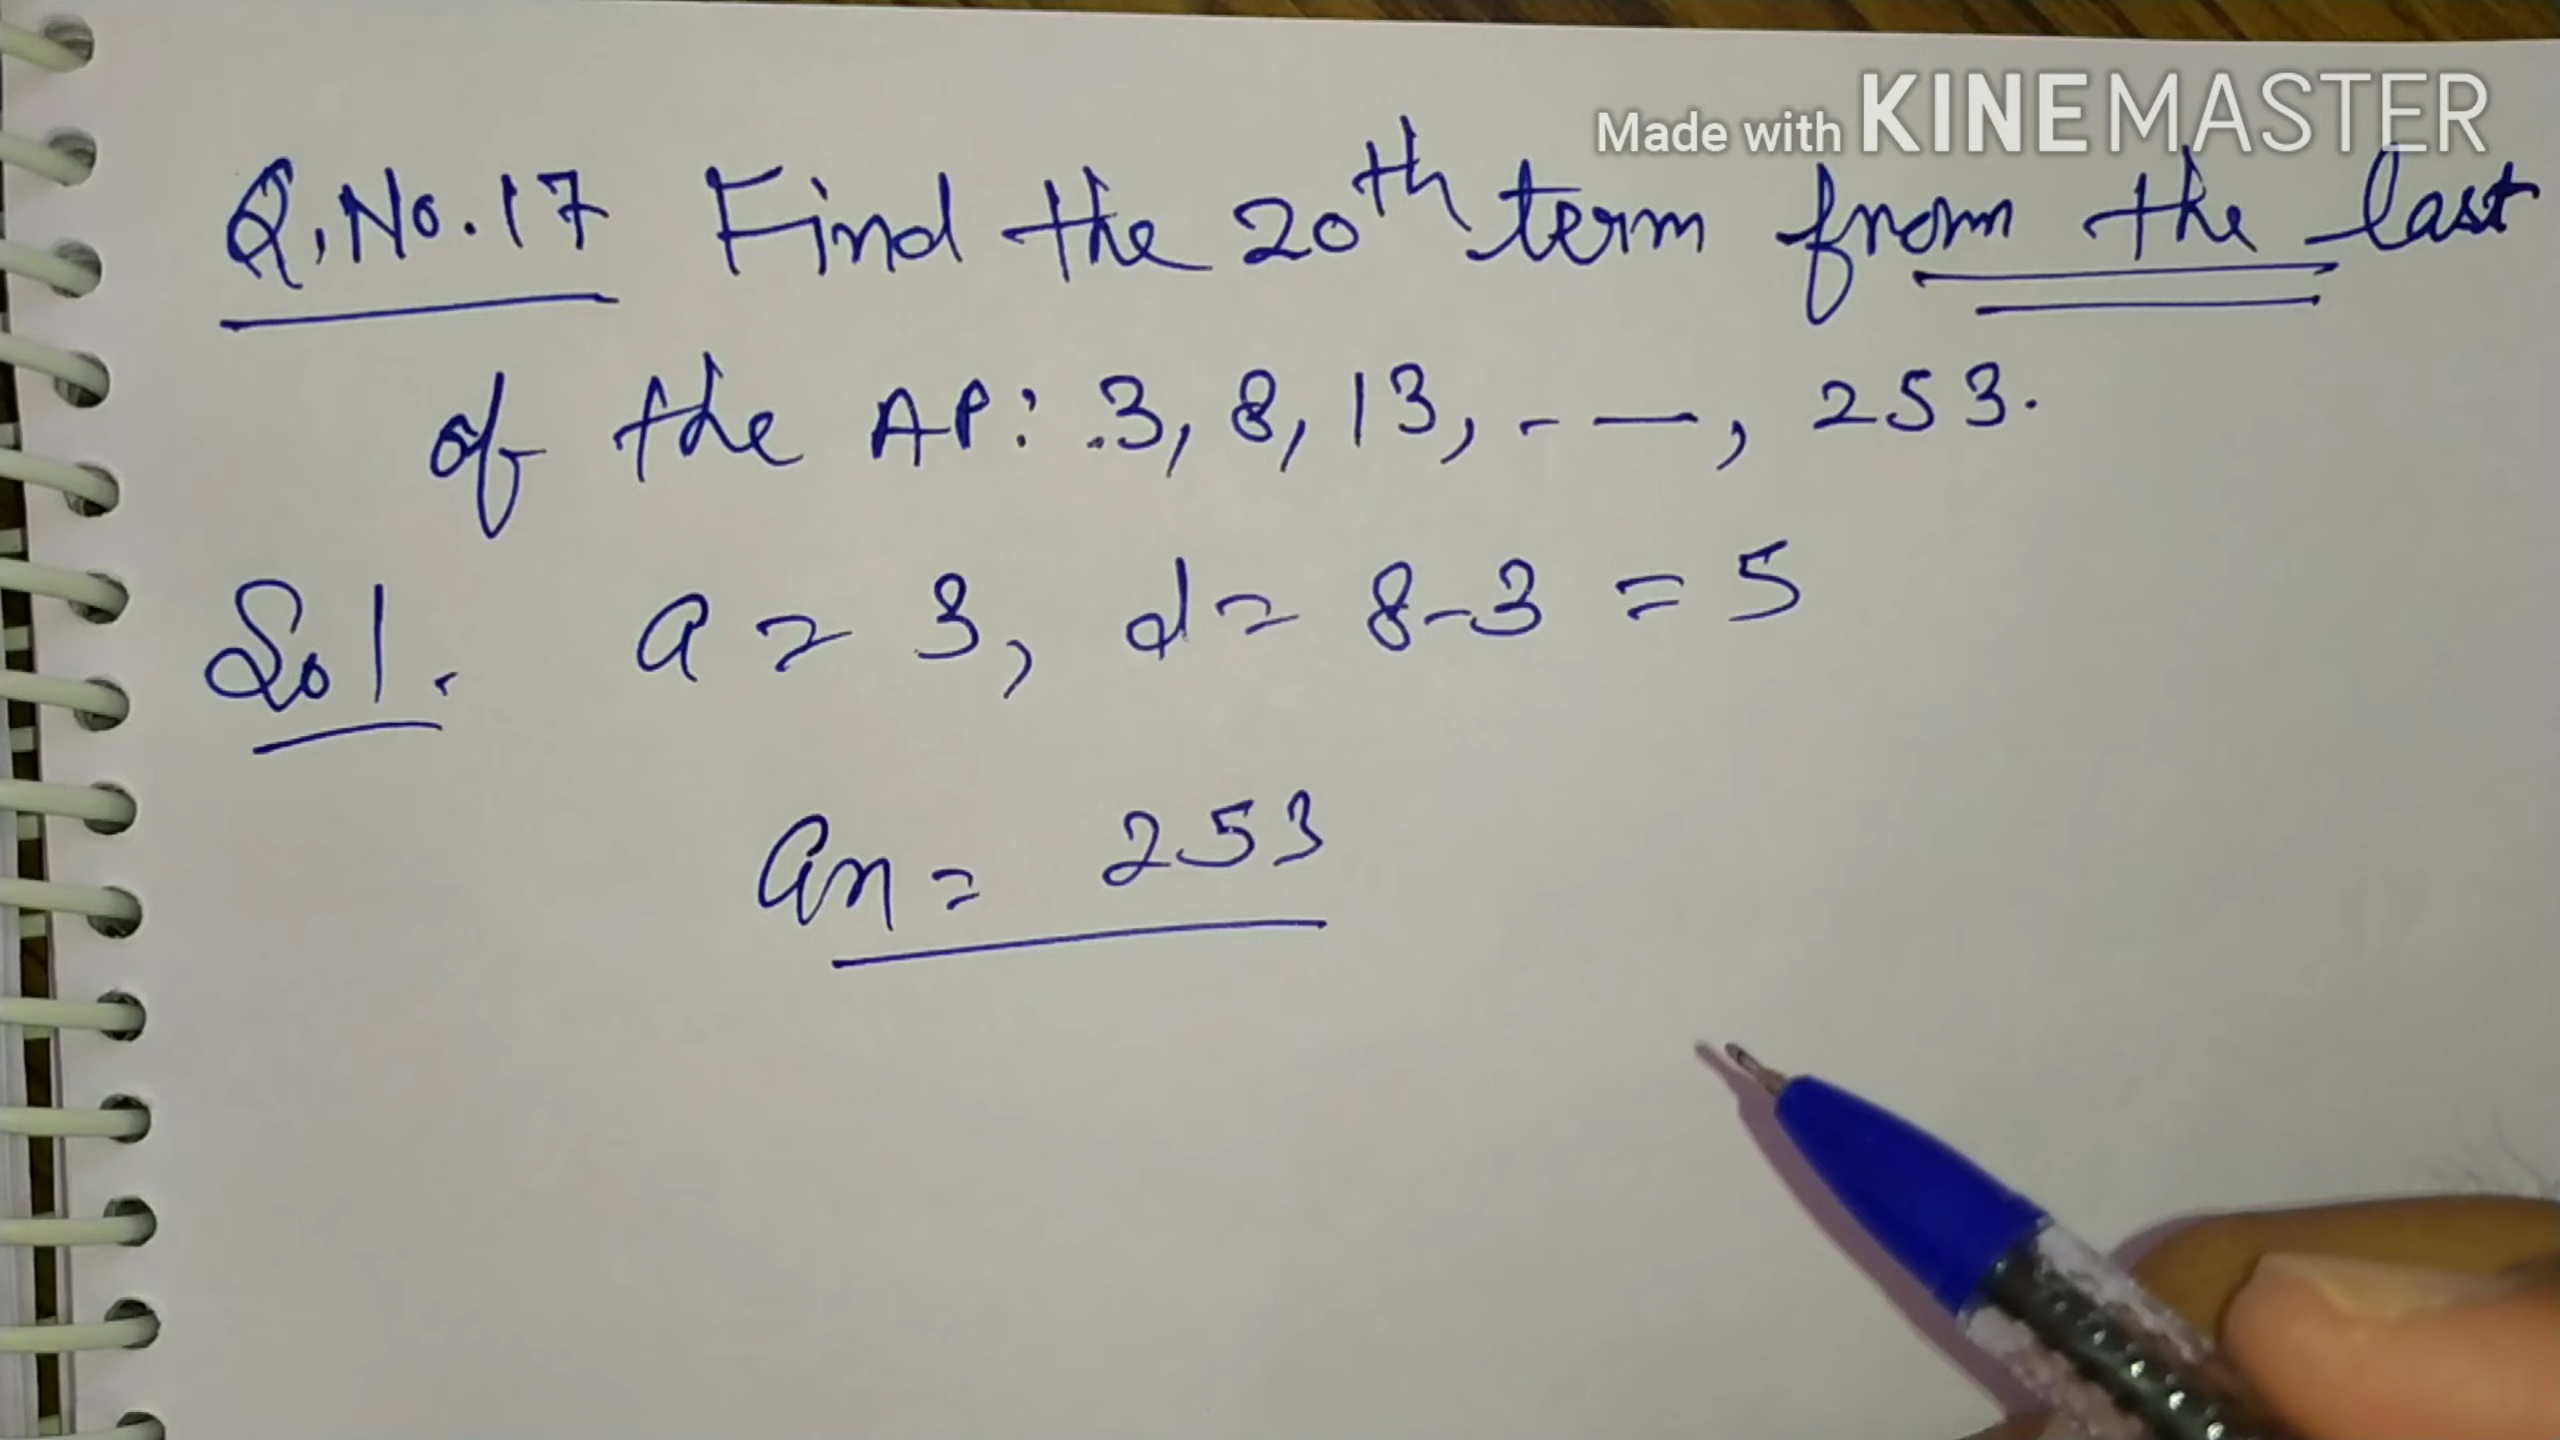 Made with KINEMASTER
Q. No. 17 Find the 20th term from the last
of the AP: 3, 8, 13, - —, 253.
Sol. a = 3, d = 8-3 = 5
an = 253